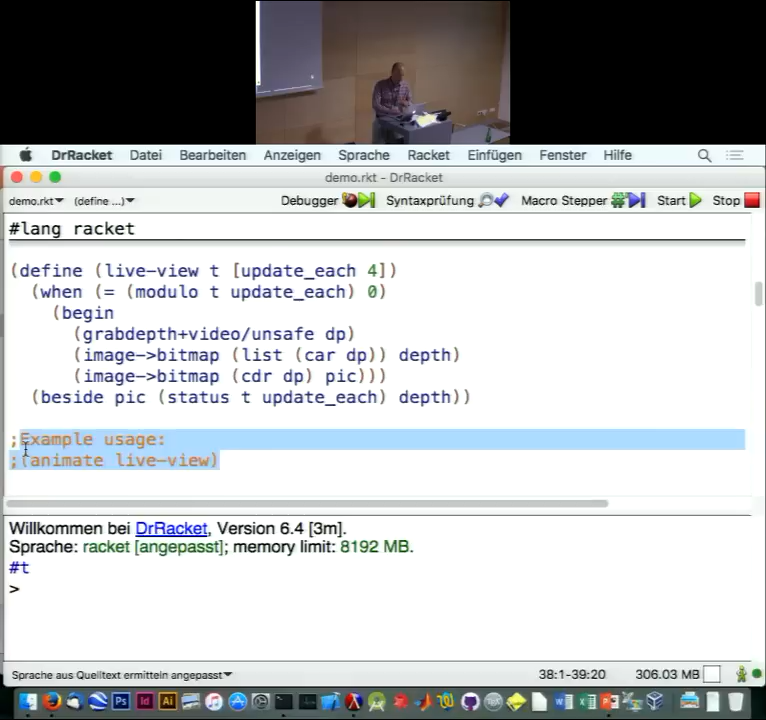 DrRacket Datei Bearbeiten Anzeigen Sprache Racket Einfügen Fenster Hilfe
demo.rkt - DrRacket
demo.rkt (define ...) Debugger Syntaxprüfung Macro Stepper Start Stop
#lang racket
(define (live-view t [update_each 4])
(when (= (modulo t update_each) 0)
(begin
(grabdepth+video/unsafe dp)
(image->bitmap (list (car dp)) depth)
(image->bitmap (cdr dp) pic)))
(beside pic (status t update_each) depth))
;Example usage:
;(animate live-view)
Willkommen bei DrRacket, Version 6.4 [3m].
Sprache: racket [angepasst]; memory limit: 8192 MB.
#t
>
Sprache aus Quelltext ermitteln angepasst 38:1-39:20 306.03 MB
Ps Id Ai